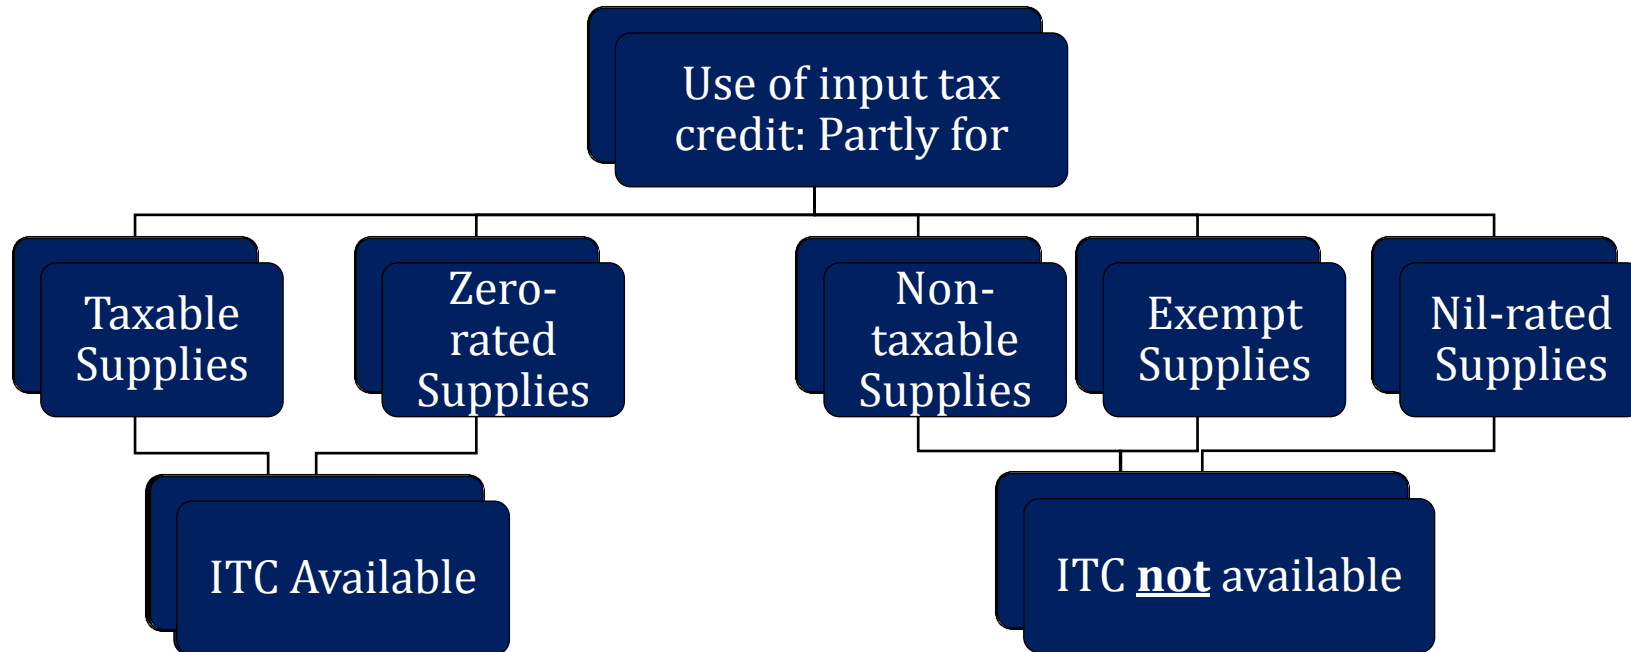 Use of input tax
credit: Partly for
Taxable
Supplies
Zero-
rated
Supplies
Non-
taxable
Supplies
Exempt
Supplies
Nil-rated
Supplies
ITC Available
ITC not available